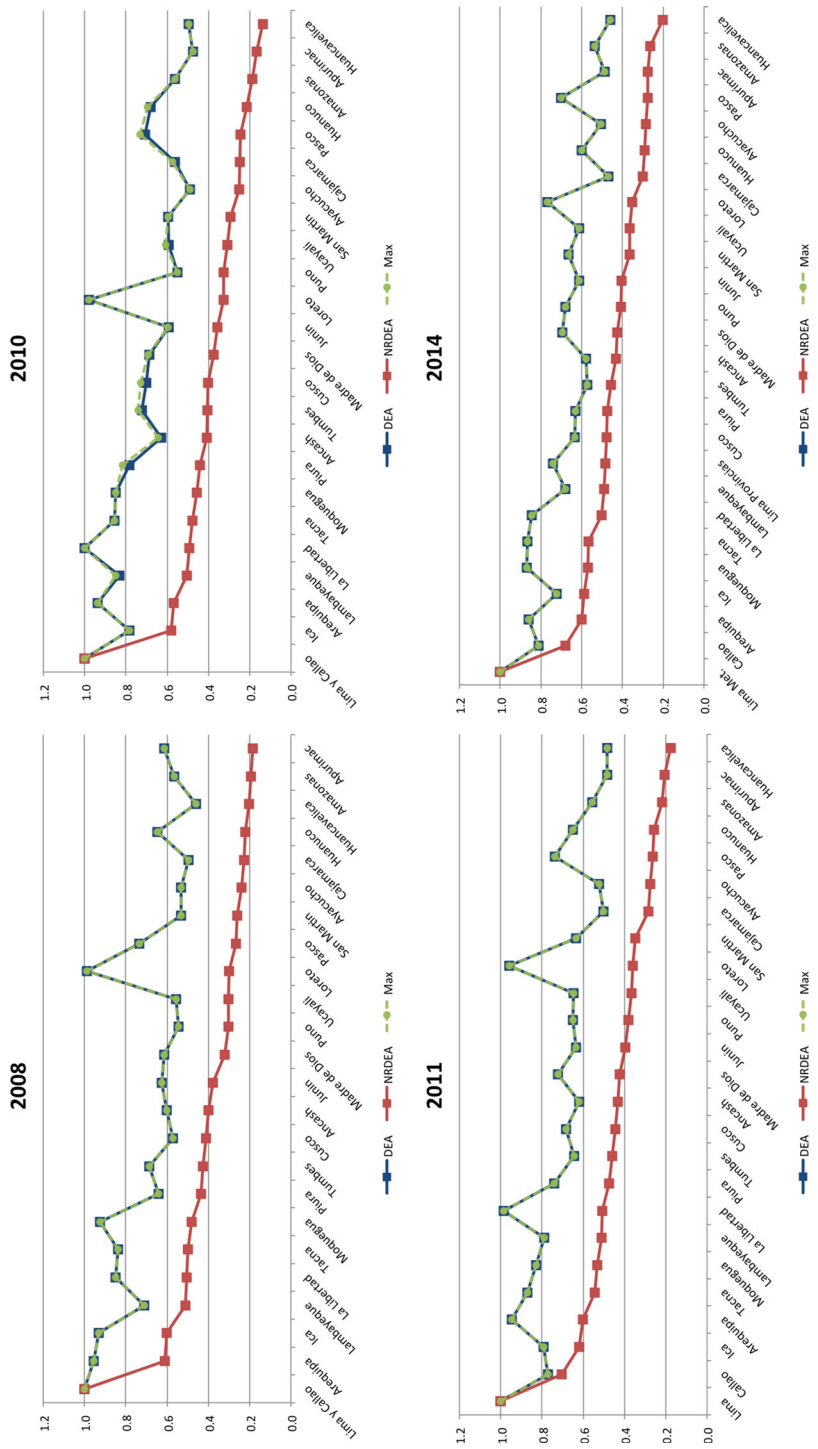 2008
1.2
1.0
0.8
0.6
0.4
0.2
0.0
Lima y Callao
Arequipa
Ica
Lambayeque
La Libertad
Tacna
Moquegua
Piura
Tumbes
Cusco
Ancash
Junin
Madre de Dios
Puno
Ucayali
Loreto
Pasco
San Martin
Ayacucho
Cajamarca
Huanuco
Huancavelica
Amazonas
Apurimac
DEA NRDEA Max
2010
1.2
1.0
0.8
0.6
0.4
0.2
0.0
Lima y Callao
Ica
Arequipa
Lambayeque
La Libertad
Tacna
Moquegua
Piura
Ancash
Tumbes
Cusco
Madre de Dios
Junin
Loreto
Puno
Ucayali
San Martin
Ayacucho
Cajamarca
Pasco
Huanuco
Amazonas
Apurimac
Huancavelica
DEA NRDEA Max
2011
1.2
1.0
0.8
0.6
0.4
0.2
0.0
Lima
Callao
Ica
Arequipa
Tacna
Moquegua
Lambayeque
La Libertad
Piura
Tumbes
Cusco
Ancash
Madre de Dios
Junin
Puno
Ucayali
Loreto
San Martin
Cajamarca
Ayacucho
Pasco
Huanuco
Amazonas
Apurimac
Huancavelica
DEA NRDEA Max
2014
1.2
1.0
0.8
0.6
0.4
0.2
0.0
Lima Met.
Callao
Arequipa
Ica
Moquegua
Tacna
La Libertad
Lambayeque
Lima Provincias
Cusco
Piura
Tumbes
Ancash
Madre de Dios
Puno
Junin
San Martin
Ucayali
Loreto
Cajamarca
Huanuco
Ayacucho
Pasco
Apurimac
Amazonas
Huancavelica
DEA NRDEA Max